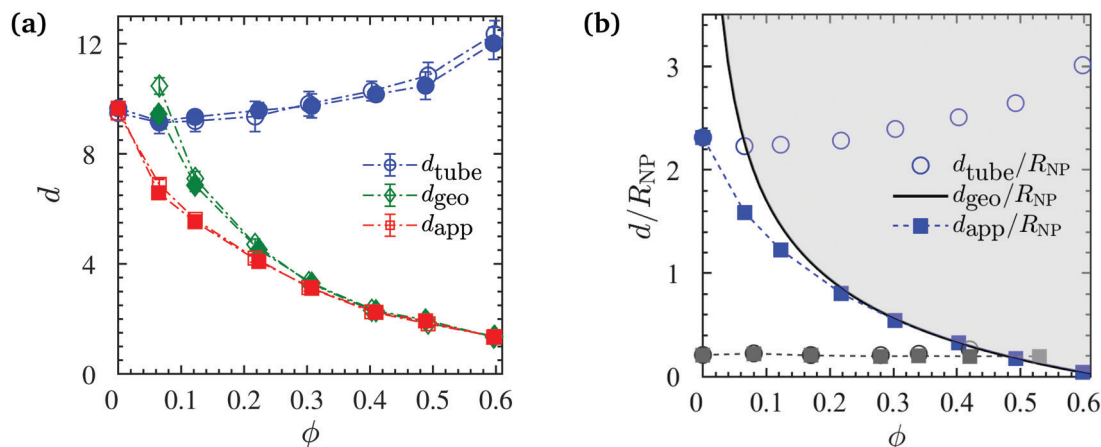 (a)
d
12
8
4
0
0 0.1 0.2 0.3 0.4 0.5 0.6
ϕ
d_tube
d_geo
d_app
(b)
d/R_NP
3
2
1
0
0 0.1 0.2 0.3 0.4 0.5 0.6
ϕ
d_tube/R_NP
d_geo/R_NP
d_app/R_NP